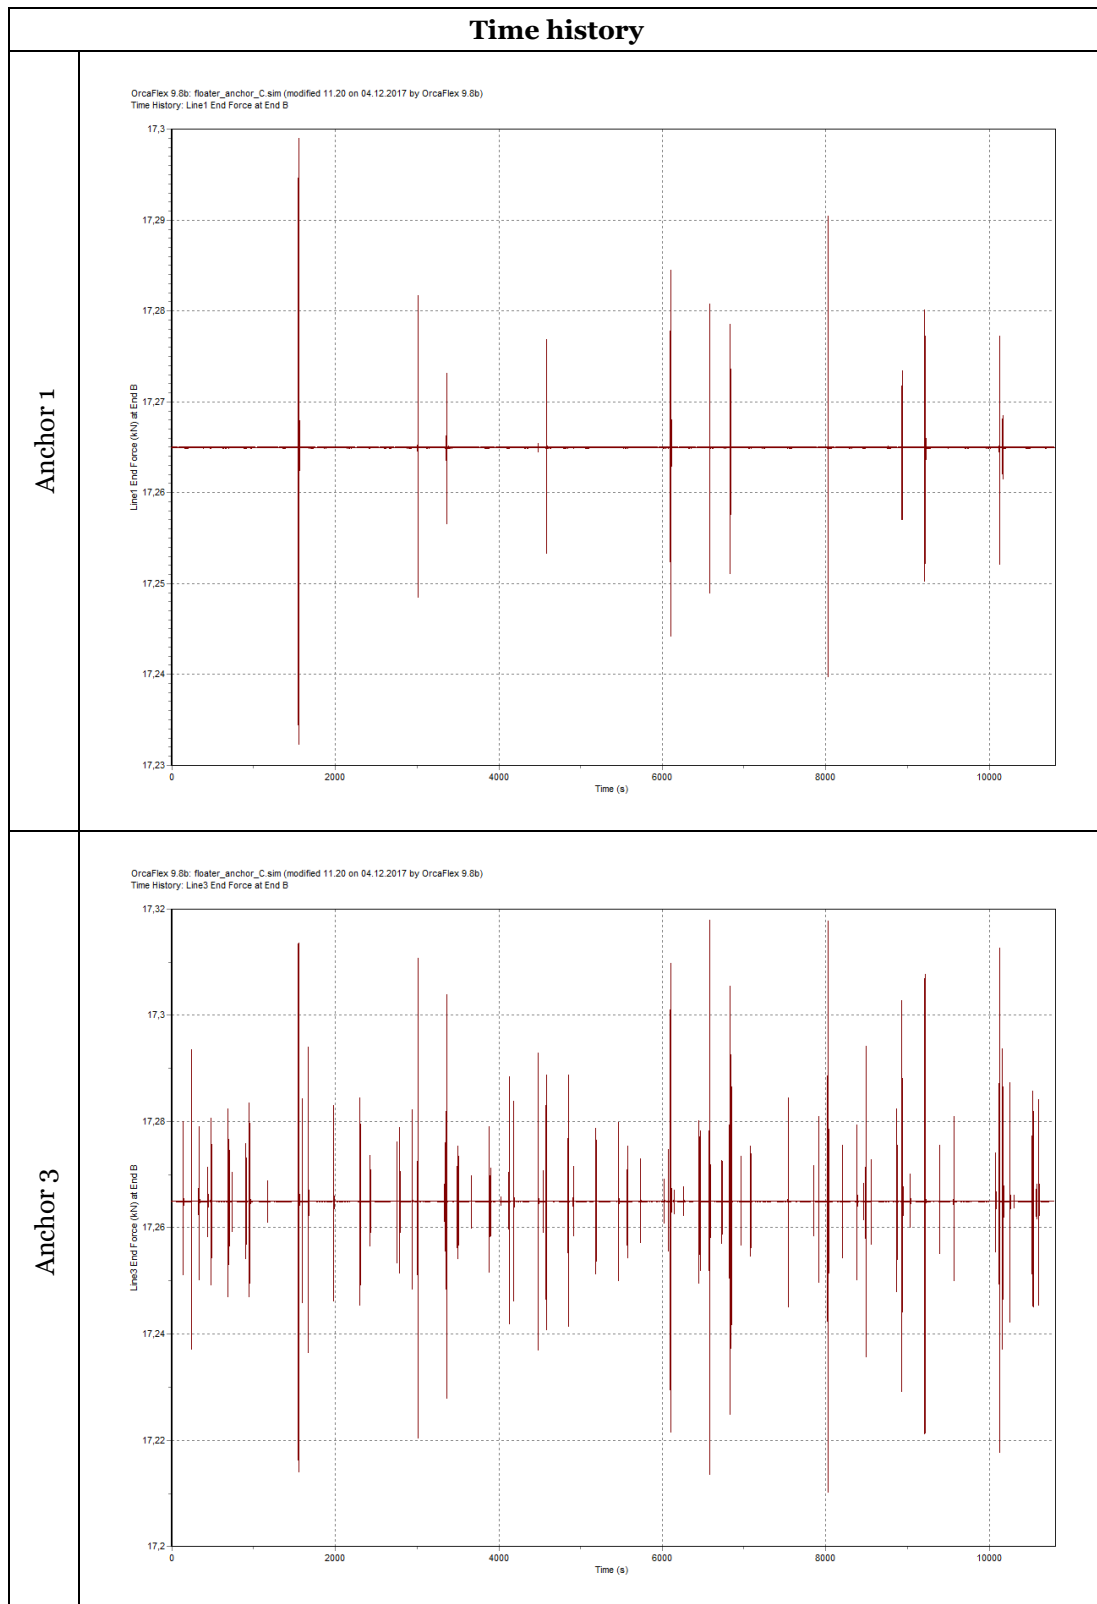 Time history
Anchor 1
OrcaFlex 9.8b: floater_anchor_C.sim (modified 11.20 on 04.12.2017 by OrcaFlex 9.8b)
Time History: Line1 End Force at End B
17,3
17,29
17,28
17,27
17,26
17,25
17,24
17,23
Line1 End Force (kN) at End B
0 2000 4000 6000 8000 10000
Time (s)
Anchor 3
OrcaFlex 9.8b: floater_anchor_C.sim (modified 11.20 on 04.12.2017 by OrcaFlex 9.8b)
Time History: Line3 End Force at End B
17,32
17,3
17,28
17,26
17,24
17,22
17,2
Line3 End Force (kN) at End B
0 2000 4000 6000 8000 10000
Time (s)